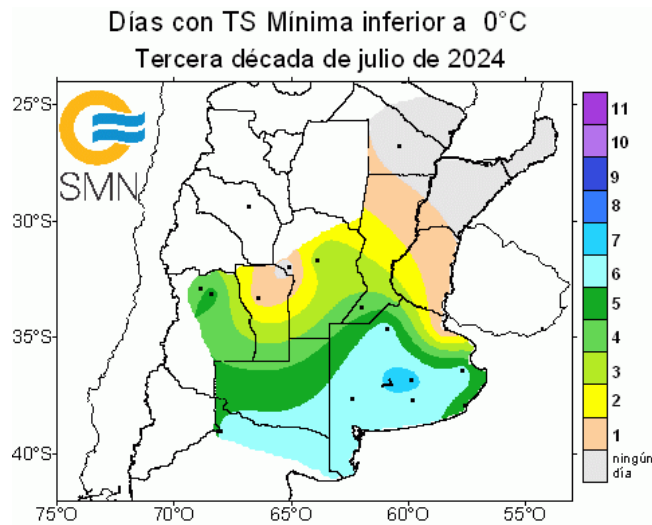 Días con TS Mínima inferior a 0°C
Tercera década de julio de 2024
SMN
25°S
30°S
35°S
40°S
75°O
70°O
65°O
60°O
55°O
11
10
9
8
7
6
5
4
3
2
1
ningún
día